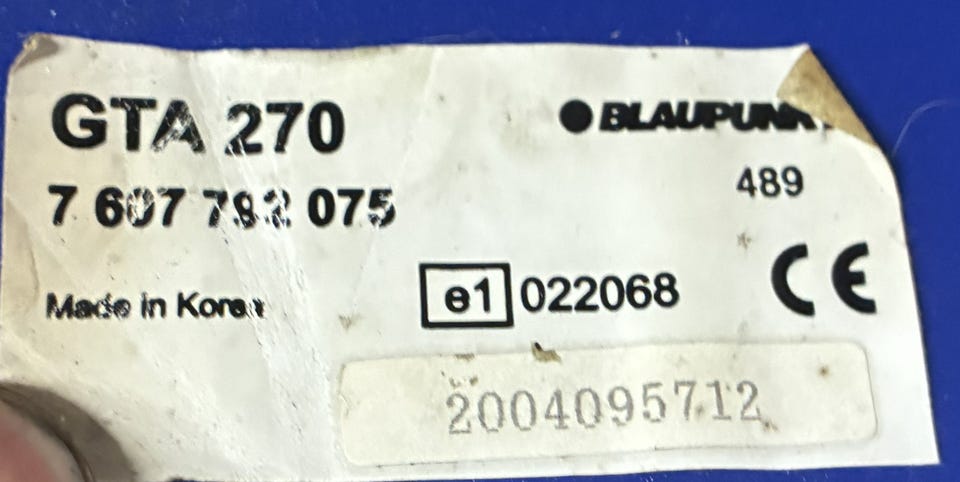 GTA 270
BLAUPUNKT
7 607 792 075
489
Made in Korea
e1 022068
CE
2004095712